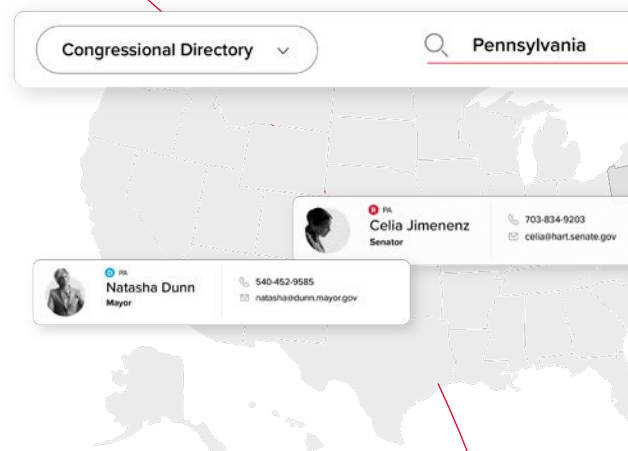 Congressional Directory
Pennsylvania
R PA
Celia Jimenenz
Senator
703-834-9203
celia@hart.senate.gov
D PA
Natasha Dunn
Mayor
540-452-9585
natasha@dunn.mayor.gov